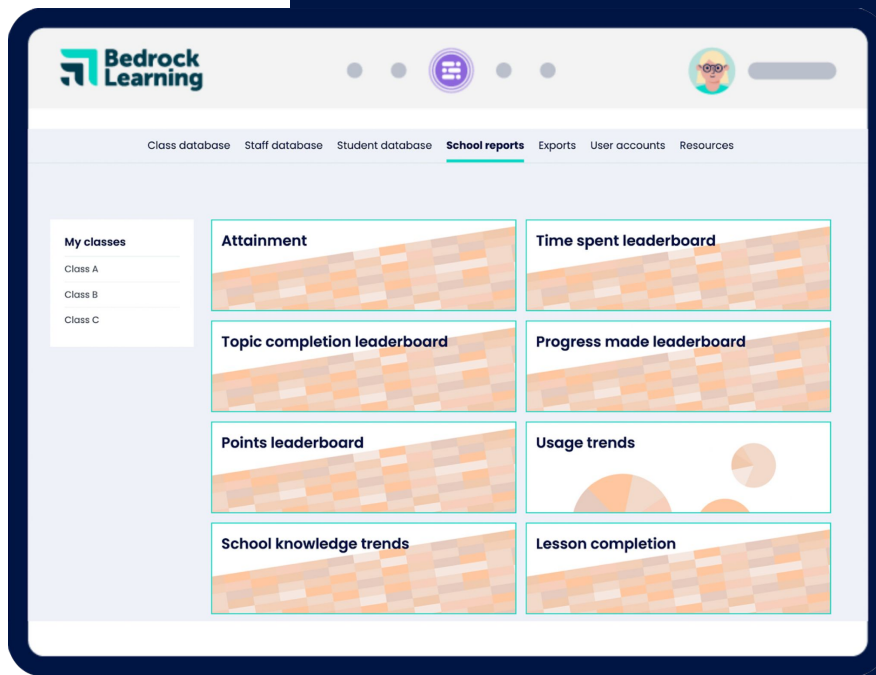 Bedrock
Learning
Class database Staff database Student database School reports Exports User accounts Resources
My classes
Class A
Class B
Class C
Attainment
Time spent leaderboard
Topic completion leaderboard
Progress made leaderboard
Points leaderboard
Usage trends
School knowledge trends
Lesson completion